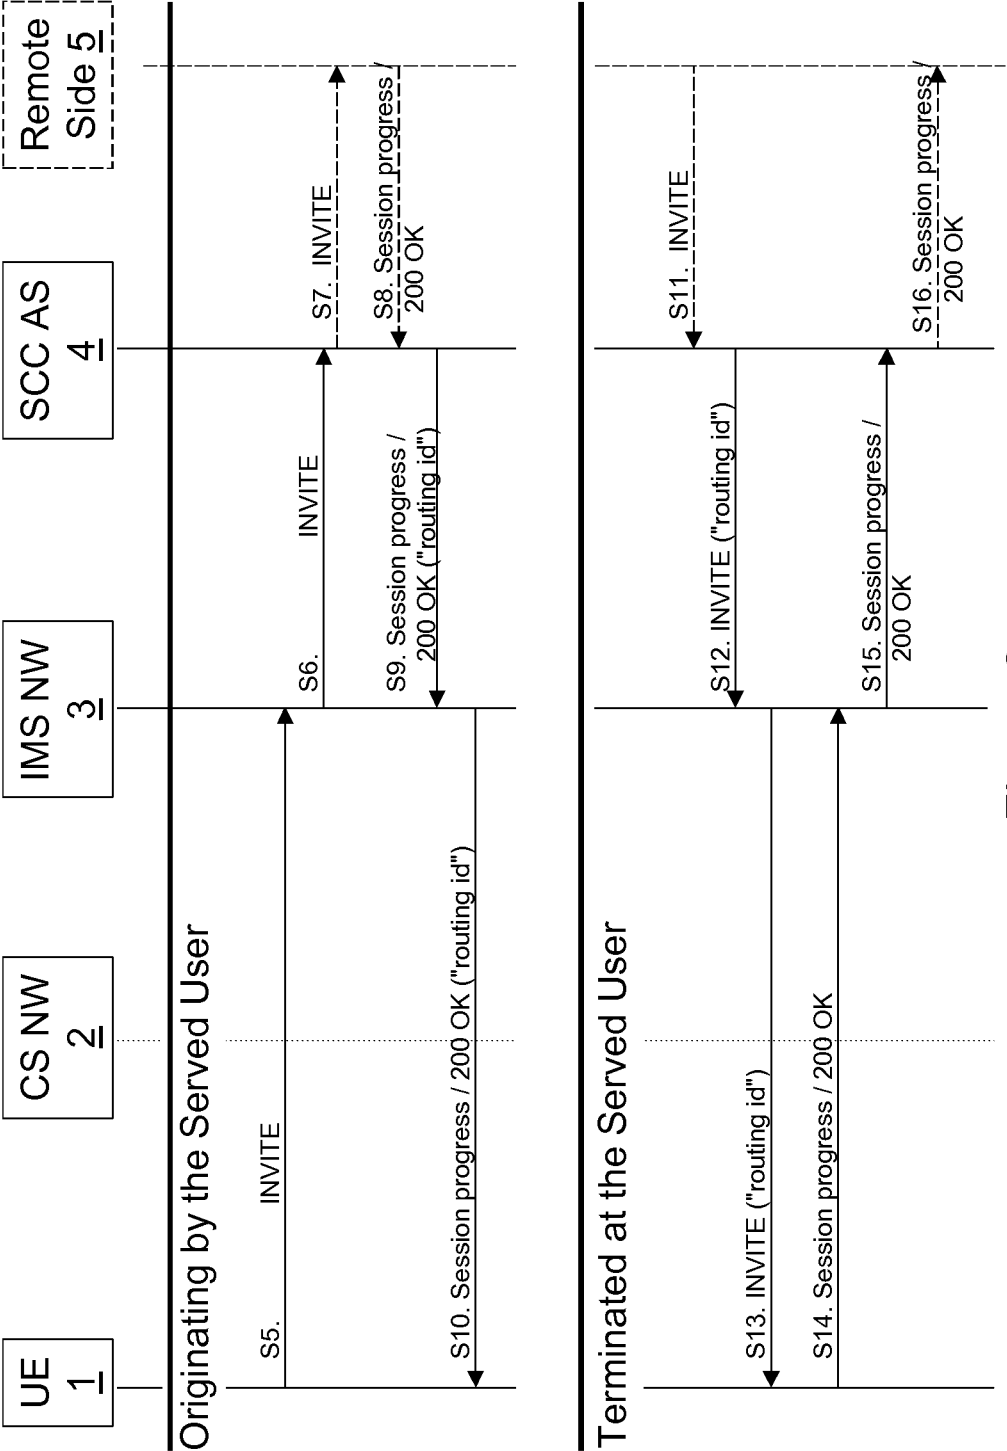 UE
1
CS NW
2
IMS NW
3
SCC AS
4
Remote
Side 5
Originating by the Served User
S5. INVITE
S6. INVITE
S7. INVITE
S8. Session progress /
200 OK
S9. Session progress /
200 OK ("routing id")
S10. Session progress / 200 OK ("routing id")
Terminated at the Served User
S11. INVITE
S12. INVITE ("routing id")
S13. INVITE ("routing id")
S14. Session progress / 200 OK
S15. Session progress /
200 OK
S16. Session progress /
200 OK